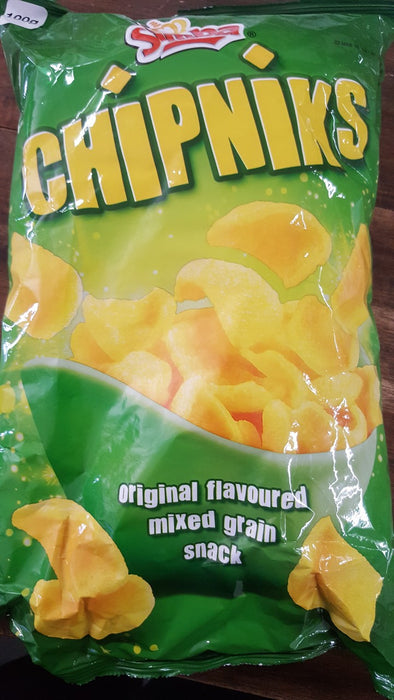 100g
Simba®
CHIPNIKS
original flavoured
mixed grain
snack